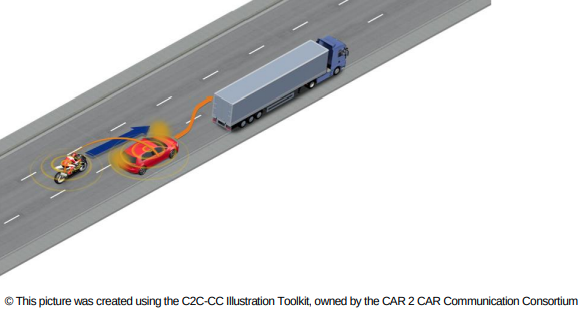 © This picture was created using the C2C-CC Illustration Toolkit, owned by the CAR 2 CAR Communication Consortium